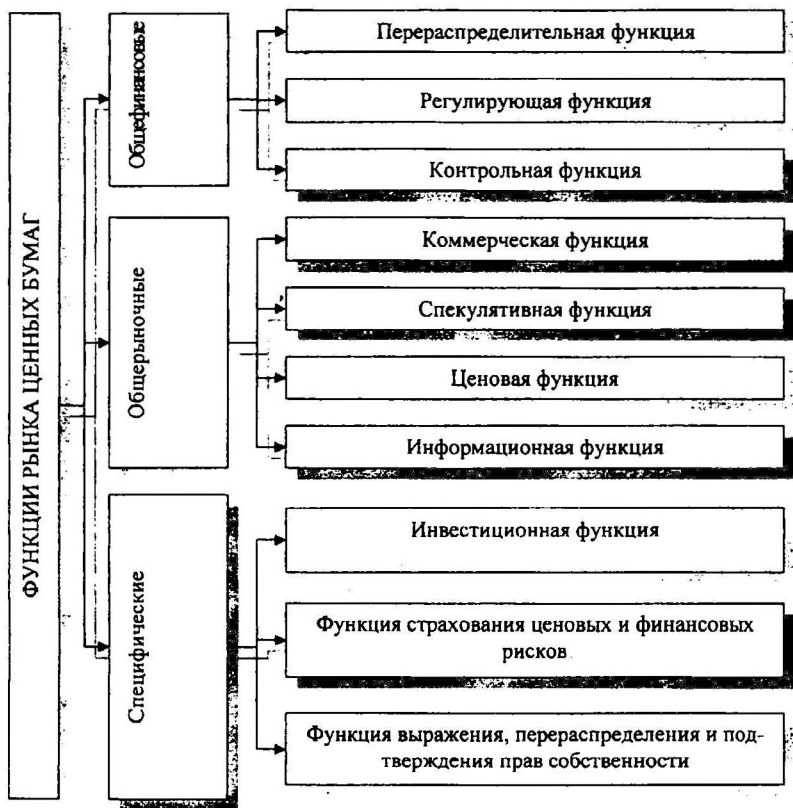 ФУНКЦИИ РЫНКА ЦЕННЫХ БУМАГ
Общефинансовые
Перераспределительная функция
Регулирующая функция
Контрольная функция
Общерыночные
Коммерческая функция
Спекулятивная функция
Ценовая функция
Информационная функция
Специфические
Инвестиционная функция
Функция страхования ценовых и финансовых
рисков
Функция выражения, перераспределения и под-
тверждения прав собственности